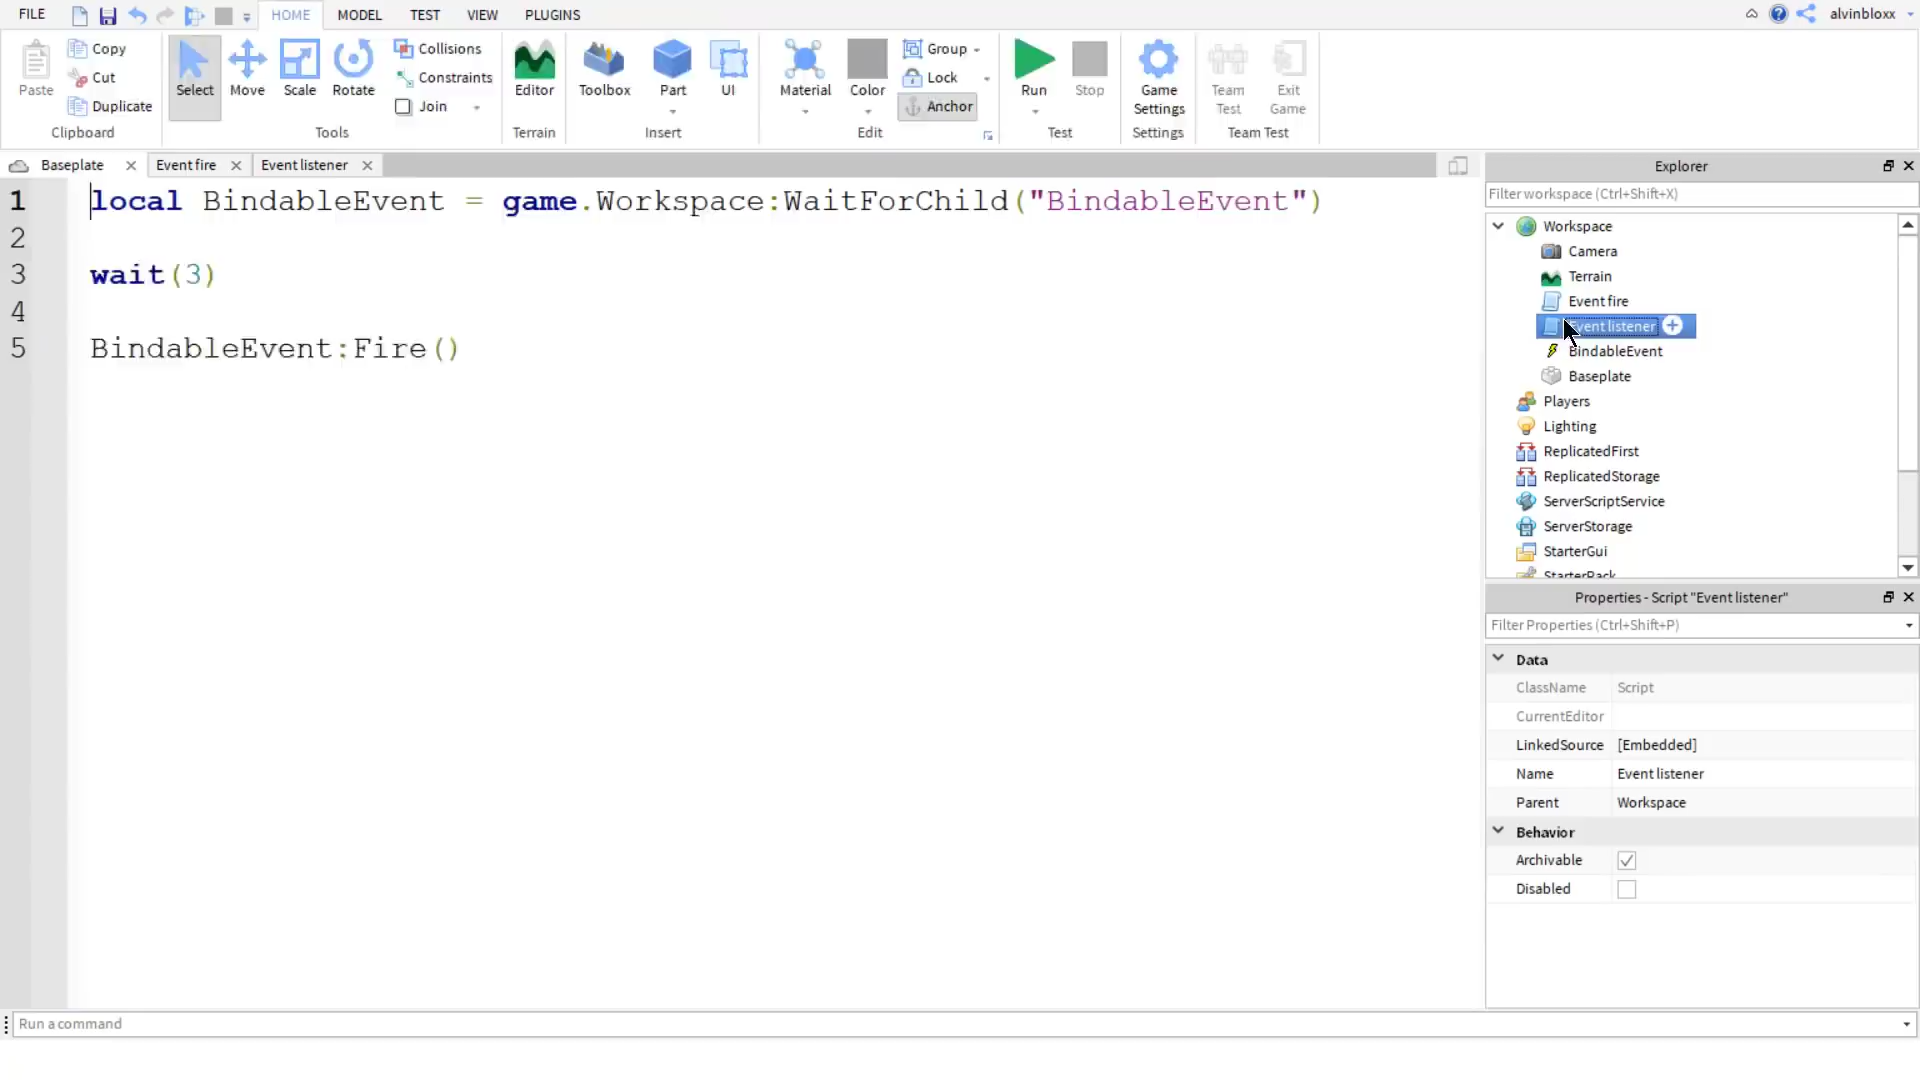 FILE HOME MODEL TEST VIEW PLUGINS alvinbloxx
Paste Copy Cut Duplicate
Clipboard
Select Move Scale Rotate Collisions Constraints Join
Tools
Editor
Terrain
Toolbox Part UI
Insert
Material Color Group Lock Anchor
Edit
Run Stop
Test
Game Settings
Settings
Team Test Exit Game
Team Test
Baseplate Event fire Event listener
1 local BindableEvent = game.Workspace:WaitForChild("BindableEvent")
2
3 wait(3)
4
5 BindableEvent:Fire()
Explorer
Filter workspace (Ctrl+Shift+X)
Workspace
Camera
Terrain
Event fire
Event listener
BindableEvent
Baseplate
Players
Lighting
ReplicatedFirst
ReplicatedStorage
ServerScriptService
ServerStorage
StarterGui
StarterPack
Properties - Script "Event listener"
Filter Properties (Ctrl+Shift+P)
Data
ClassName Script
CurrentEditor
LinkedSource [Embedded]
Name Event listener
Parent Workspace
Behavior
Archivable
Disabled
Run a command